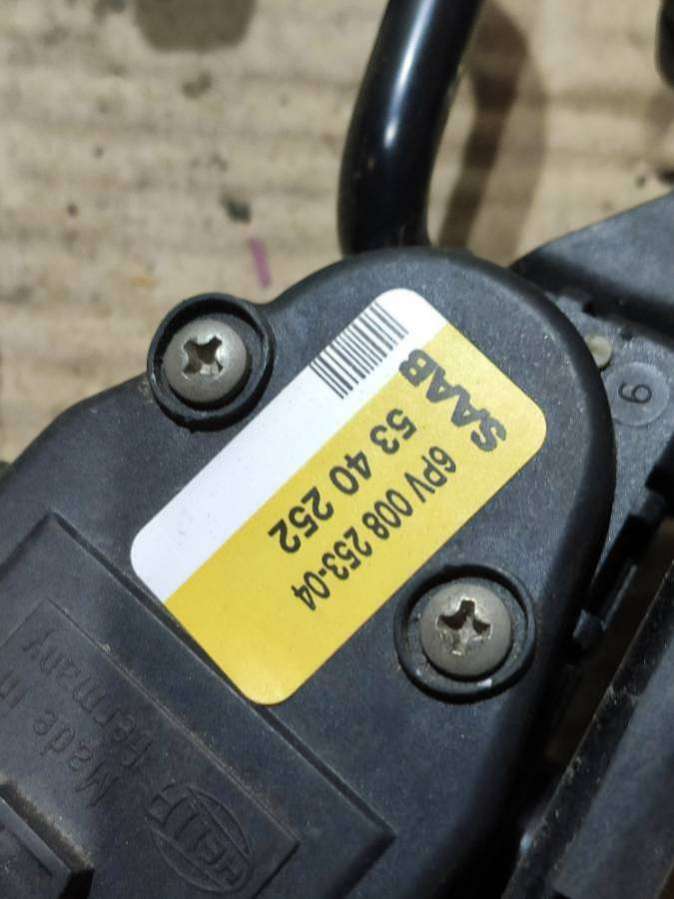 SAAB
53 40 252
6PV 008 253-04
HELLA
Made in
Germany
6